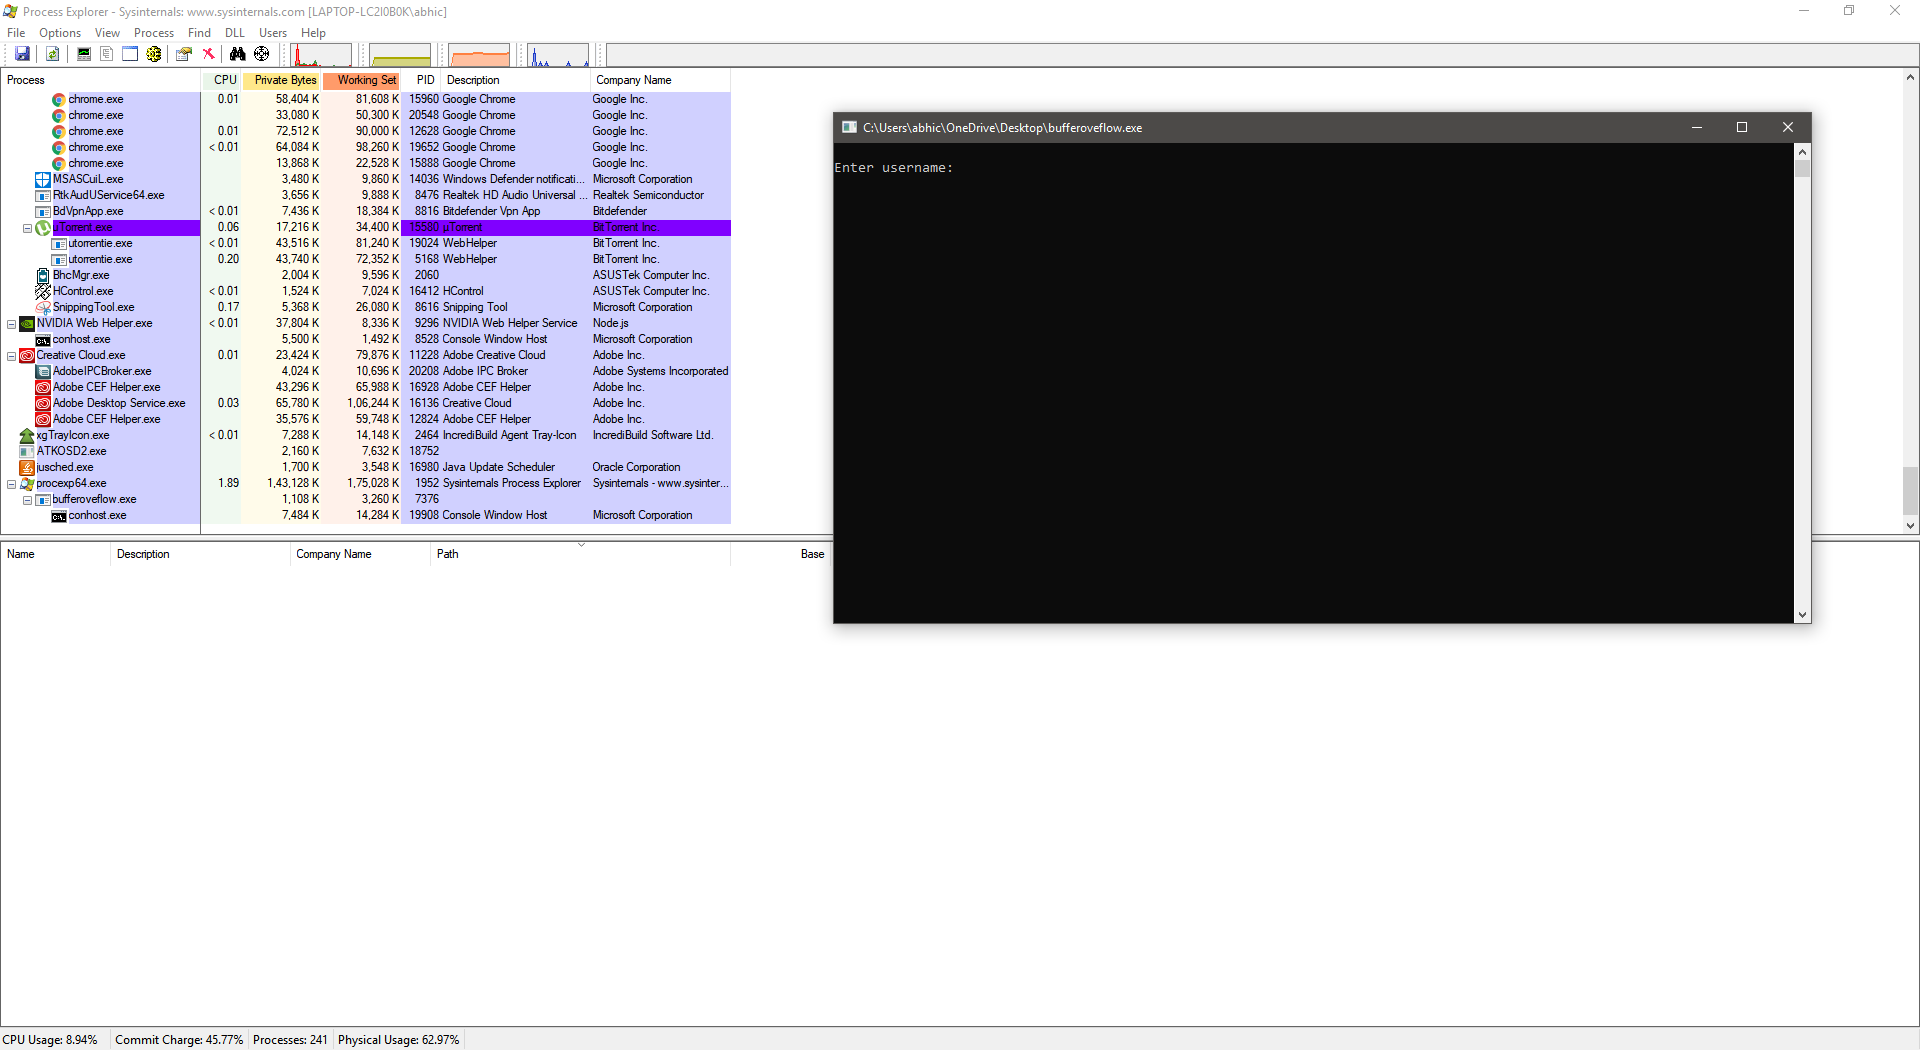 Process Explorer - Sysinternals: www.sysinternals.com [LAPTOP-LC2I0B0K\abhic]
File Options View Process Find DLL Users Help
Process CPU Private Bytes Working Set PID Description Company Name
chrome.exe 0.01 58,404 K 81,608 K 15960 Google Chrome Google Inc.
chrome.exe 33,080 K 50,300 K 20548 Google Chrome Google Inc.
chrome.exe 0.01 72,512 K 90,000 K 12628 Google Chrome Google Inc.
chrome.exe < 0.01 64,084 K 98,260 K 19652 Google Chrome Google Inc.
chrome.exe 13,868 K 22,528 K 15888 Google Chrome Google Inc.
MSASCuiL.exe 3,480 K 9,860 K 14036 Windows Defender notificati... Microsoft Corporation
RtkAudUService64.exe 3,656 K 9,888 K 8476 Realtek HD Audio Universal ... Realtek Semiconductor
BdVpnApp.exe < 0.01 7,436 K 18,384 K 8816 Bitdefender Vpn App Bitdefender
uTorrent.exe 0.06 17,216 K 34,400 K 15580 µTorrent BitTorrent Inc.
utorrentie.exe < 0.01 43,516 K 81,240 K 19024 WebHelper BitTorrent Inc.
utorrentie.exe 0.20 43,740 K 72,352 K 5168 WebHelper BitTorrent Inc.
BhcMgr.exe 2,004 K 9,596 K 2060 ASUSTek Computer Inc.
HControl.exe < 0.01 1,524 K 7,024 K 16412 HControl ASUSTek Computer Inc.
SnippingTool.exe 0.17 5,368 K 26,080 K 8616 Snipping Tool Microsoft Corporation
NVIDIA Web Helper.exe < 0.01 37,804 K 8,336 K 9296 NVIDIA Web Helper Service Node.js
conhost.exe 5,500 K 1,492 K 8528 Console Window Host Microsoft Corporation
Creative Cloud.exe 0.01 23,424 K 79,876 K 11228 Adobe Creative Cloud Adobe Inc.
AdobeIPCBroker.exe 4,024 K 10,696 K 20208 Adobe IPC Broker Adobe Systems Incorporated
Adobe CEF Helper.exe 43,296 K 65,988 K 16928 Adobe CEF Helper Adobe Inc.
Adobe Desktop Service.exe 0.03 65,780 K 1,06,244 K 16136 Creative Cloud Adobe Inc.
Adobe CEF Helper.exe 35,576 K 59,748 K 12824 Adobe CEF Helper Adobe Inc.
xgTrayIcon.exe < 0.01 7,288 K 14,148 K 2464 IncrediBuild Agent Tray-Icon IncrediBuild Software Ltd.
ATKOSD2.exe 2,160 K 7,632 K 18752
jusched.exe 1,700 K 3,548 K 16980 Java Update Scheduler Oracle Corporation
procexp64.exe 1.89 1,43,128 K 1,75,028 K 1952 Sysinternals Process Explorer Sysinternals - www.sysinter...
bufferoveflow.exe 1,108 K 3,260 K 7376
conhost.exe 7,484 K 14,284 K 19908 Console Window Host Microsoft Corporation
C:\Users\abhic\OneDrive\Desktop\bufferoveflow.exe
Enter username:
Name Description Company Name Path Base
CPU Usage: 8.94% Commit Charge: 45.77% Processes: 241 Physical Usage: 62.97%